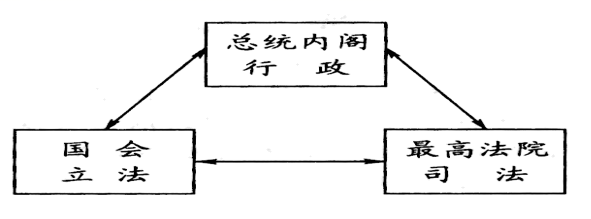 总统内阁
行 政
国 会
立 法
最高法院
司 法